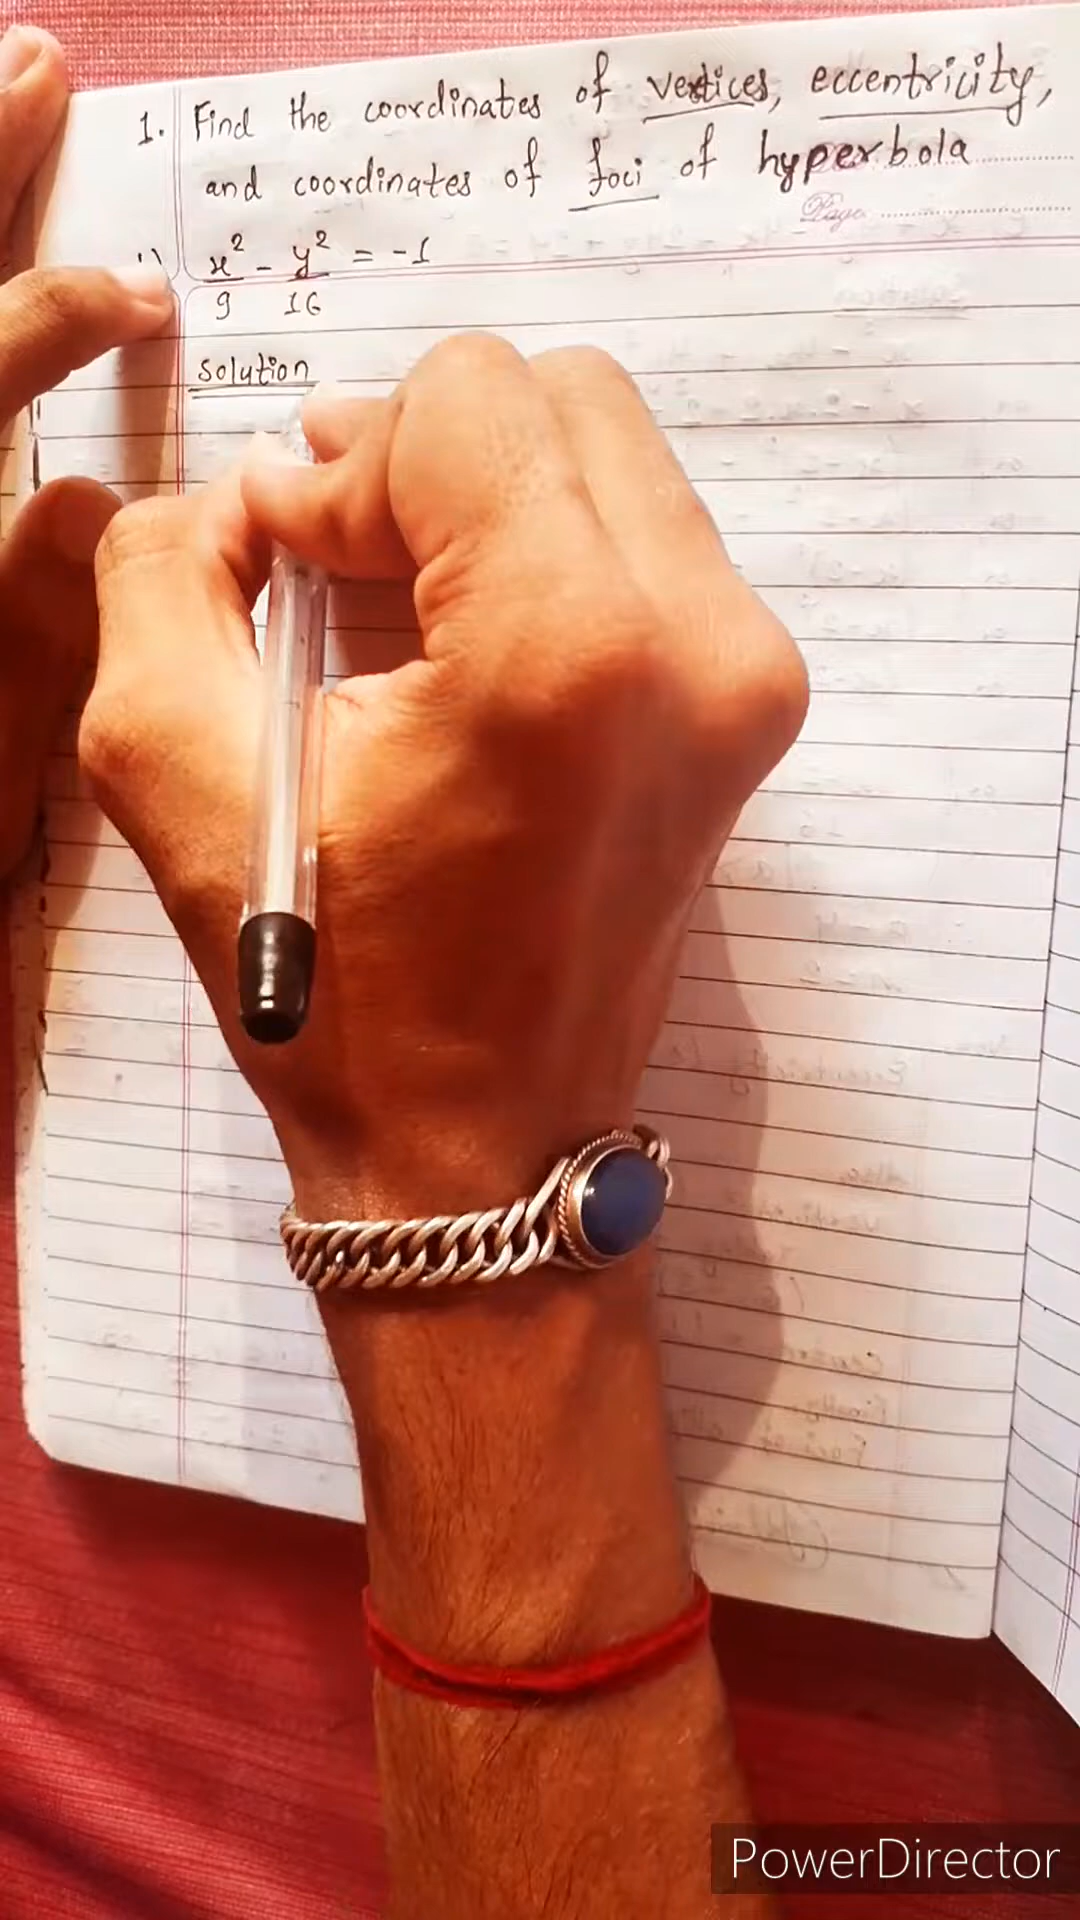 1. Find the coordinates of vertices, eccentricity,
and coordinates of foci of hyperbola
Page
x²/9 - y²/16 = -1
Solution
PowerDirector